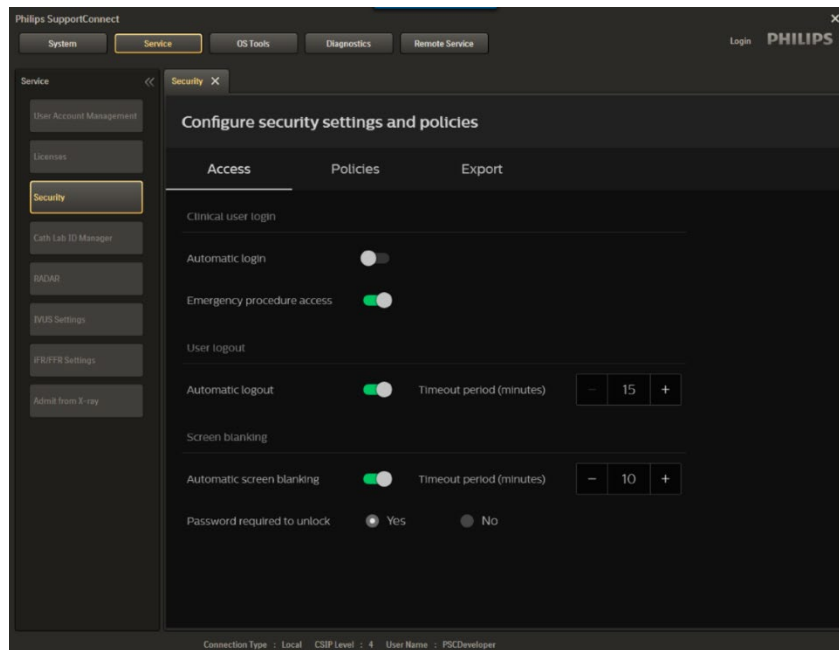 Philips SupportConnect
System Service OS Tools Diagnostics Remote Service Login PHILIPS
Service
Security
User Account Management
Licenses
Security
Cath Lab ID Manager
RADAR
IVUS Settings
iFR/FFR Settings
Admit from X-ray
Configure security settings and policies
Access Policies Export
Clinical user login
Automatic login
Emergency procedure access
User logout
Automatic logout Timeout period (minutes) - 15 +
Screen blanking
Automatic screen blanking Timeout period (minutes) - 10 +
Password required to unlock Yes No
Connection Type : Local CSIP Level : 4 User Name : PSCDeveloper